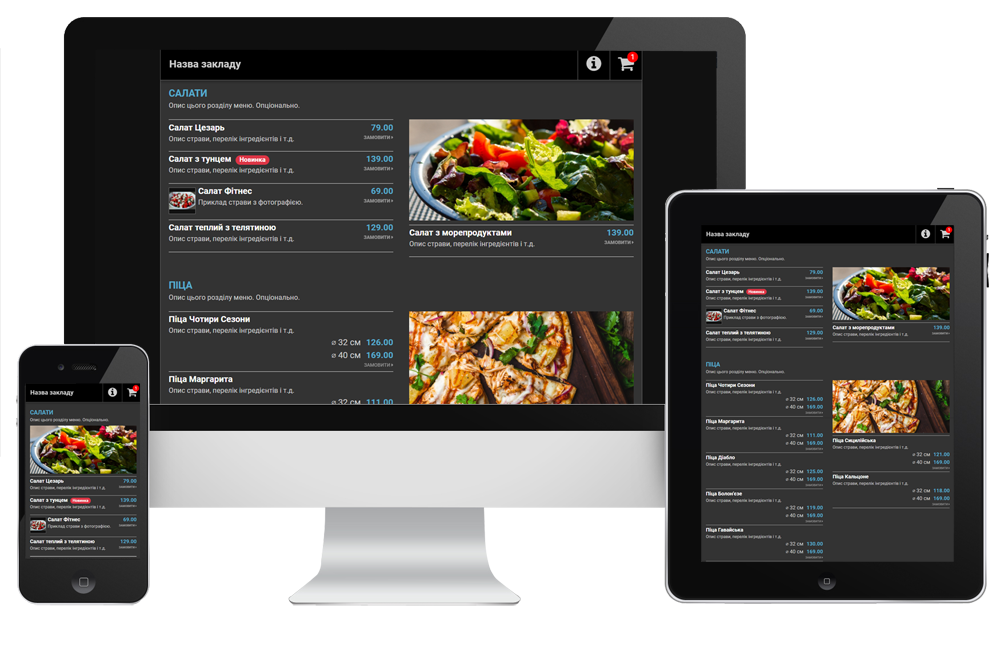 Назва закладу
1
САЛАТИ
Опис цього розділу меню. Опціонально.
Салат Цезарь 79.00
Опис страви, перелік інгредієнтів і т.д. ЗАМОВИТИ ›
Салат з тунцем Новинка 139.00
Опис страви, перелік інгредієнтів і т.д. ЗАМОВИТИ ›
Салат Фітнес 69.00
Приклад страви з фотографією. ЗАМОВИТИ ›
Салат теплий з телятиною 129.00
Опис страви, перелік інгредієнтів і т.д. ЗАМОВИТИ ›
Салат з морепродуктами 139.00
Опис страви, перелік інгредієнтів і т.д. ЗАМОВИТИ ›
ПІЦА
Опис цього розділу меню. Опціонально.
Піца Чотири Сезони
Опис страви, перелік інгредієнтів і т.д.
⌀ 32 см 126.00
⌀ 40 см 169.00
ЗАМОВИТИ ›
Піца Маргарита
Опис страви, перелік інгредієнтів і т.д.
⌀ 32 см 111.00
Назва закладу
1
САЛАТИ
Опис цього розділу меню. Опціонально.
Салат Цезарь 79.00
Опис страви, перелік інгредієнтів і т.д. ЗАМОВИТИ ›
Салат з тунцем Новинка 139.00
Опис страви, перелік інгредієнтів і т.д. ЗАМОВИТИ ›
Салат Фітнес 69.00
Приклад страви з фотографією. ЗАМОВИТИ ›
Салат теплий з телятиною 129.00
Опис страви, перелік інгредієнтів і т.д. ЗАМОВИТИ ›
Назва закладу
1
САЛАТИ
Опис цього розділу меню. Опціонально.
Салат Цезарь 79.00
Опис страви, перелік інгредієнтів і т.д. ЗАМОВИТИ ›
Салат з тунцем Новинка 139.00
Опис страви, перелік інгредієнтів і т.д. ЗАМОВИТИ ›
Салат Фітнес 69.00
Приклад страви з фотографією. ЗАМОВИТИ ›
Салат теплий з телятиною 129.00
Опис страви, перелік інгредієнтів і т.д. ЗАМОВИТИ ›
Салат з морепродуктами 139.00
Опис страви, перелік інгредієнтів і т.д. ЗАМОВИТИ ›
ПІЦА
Опис цього розділу меню. Опціонально.
Піца Чотири Сезони
Опис страви, перелік інгредієнтів і т.д.
⌀ 32 см 126.00
⌀ 40 см 169.00
ЗАМОВИТИ ›
Піца Маргарита
Опис страви, перелік інгредієнтів і т.д.
⌀ 32 см 111.00
⌀ 40 см 169.00
ЗАМОВИТИ ›
Піца Діабло
Опис страви, перелік інгредієнтів і т.д.
⌀ 32 см 125.00
⌀ 40 см 169.00
ЗАМОВИТИ ›
Піца Болон'єзе
Опис страви, перелік інгредієнтів і т.д.
⌀ 32 см 119.00
⌀ 40 см 169.00
ЗАМОВИТИ ›
Піца Гавайська
Опис страви, перелік інгредієнтів і т.д.
⌀ 32 см 130.00
⌀ 40 см 169.00
ЗАМОВИТИ ›
Піца Сицилійська
Опис страви, перелік інгредієнтів і т.д.
⌀ 32 см 121.00
⌀ 40 см 169.00
ЗАМОВИТИ ›
Піца Кальцоне
Опис страви, перелік інгредієнтів і т.д.
⌀ 32 см 118.00
⌀ 40 см 169.00
ЗАМОВИТИ ›